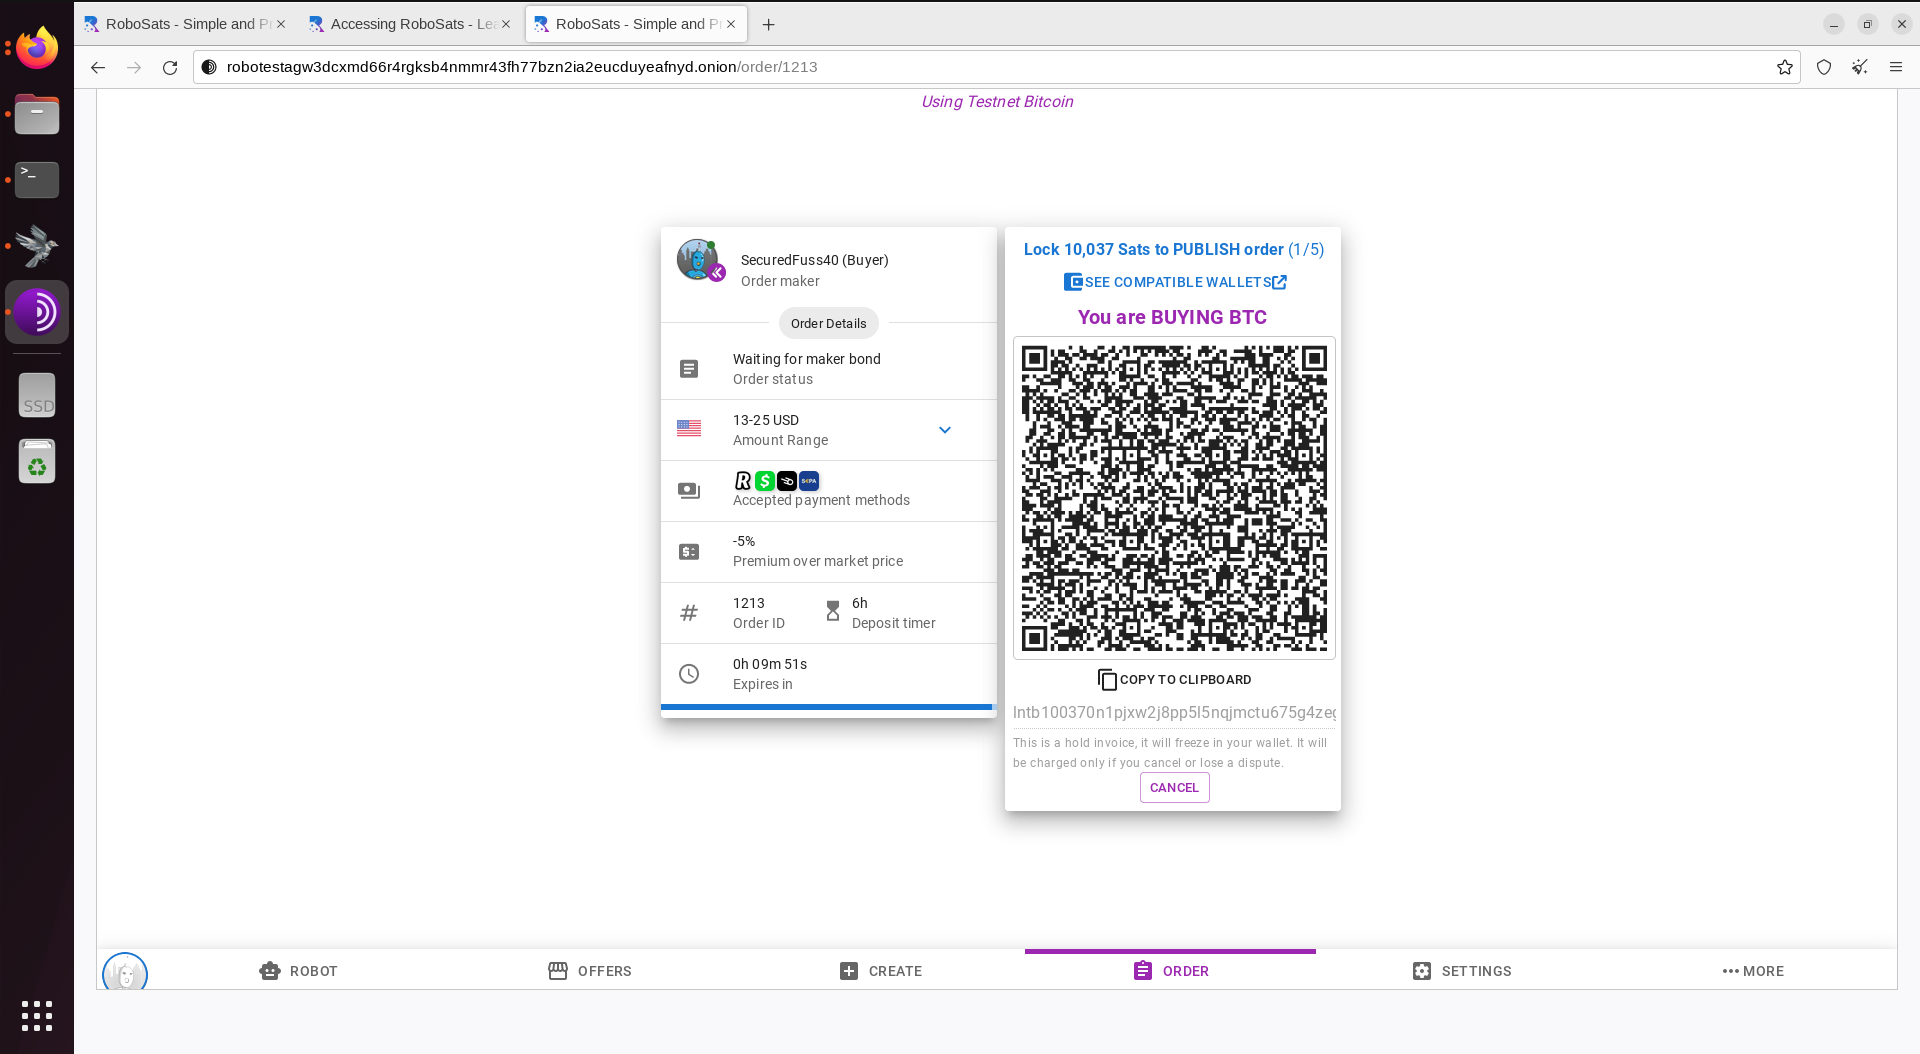 RoboSats - Simple and Pr
Accessing RoboSats - Lea
RoboSats - Simple and Pr
robotestagw3dcxmd66r4rgksb4nmmr43fh77bzn2ia2eucduyeafnyd.onion/order/1213
Using Testnet Bitcoin
SecuredFuss40 (Buyer)
Order maker
Order Details
Waiting for maker bond
Order status
13-25 USD
Amount Range
Accepted payment methods
-5%
Premium over market price
1213
Order ID
6h
Deposit timer
0h 09m 51s
Expires in
Lock 10,037 Sats to PUBLISH order (1/5)
SEE COMPATIBLE WALLETS
You are BUYING BTC
COPY TO CLIPBOARD
lntb100370n1pjxw2j8pp5l5nqjmctu675g4zeg
This is a hold invoice, it will freeze in your wallet. It will
be charged only if you cancel or lose a dispute.
CANCEL
ROBOT
OFFERS
CREATE
ORDER
SETTINGS
MORE
>_
SSD